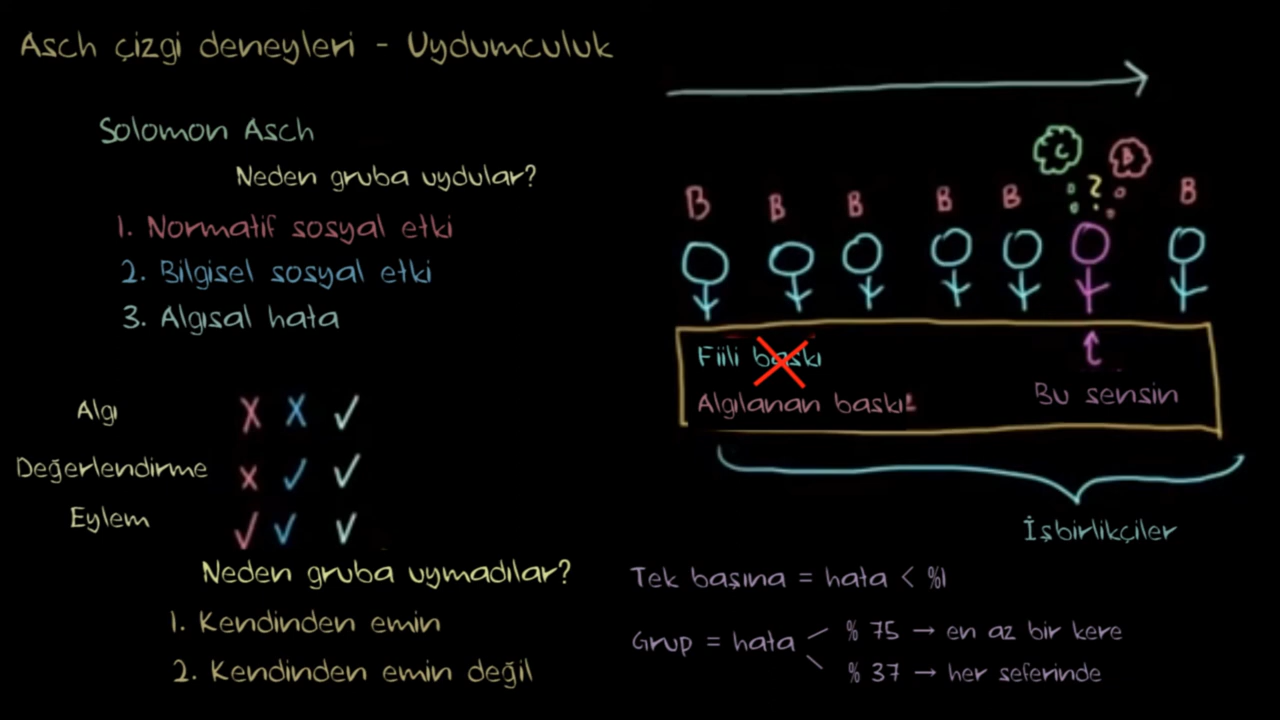 Asch çizgi deneyleri - Uydumculuk
Solomon Asch
Neden gruba uydular?
1. Normatif sosyal etki
2. Bilgisel sosyal etki
3. Algısal hata
Algı X X ✓
Değerlendirme X ✓ ✓
Eylem ✓ ✓ ✓
Neden gruba uymadılar?
1. Kendinden emin
2. Kendinden emin değil
C ? B
B B B B B B
Fiili baskı
Algılanan baskı
Bu sensin
İşbirlikçiler
Tek başına = hata < %1
Grup = hata
% 75 → en az bir kere
% 37 → her seferinde